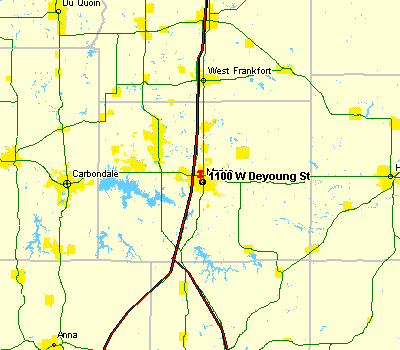 Du Quoin
West Frankfort
Carbondale
1100 W Deyoung St
H
Anna